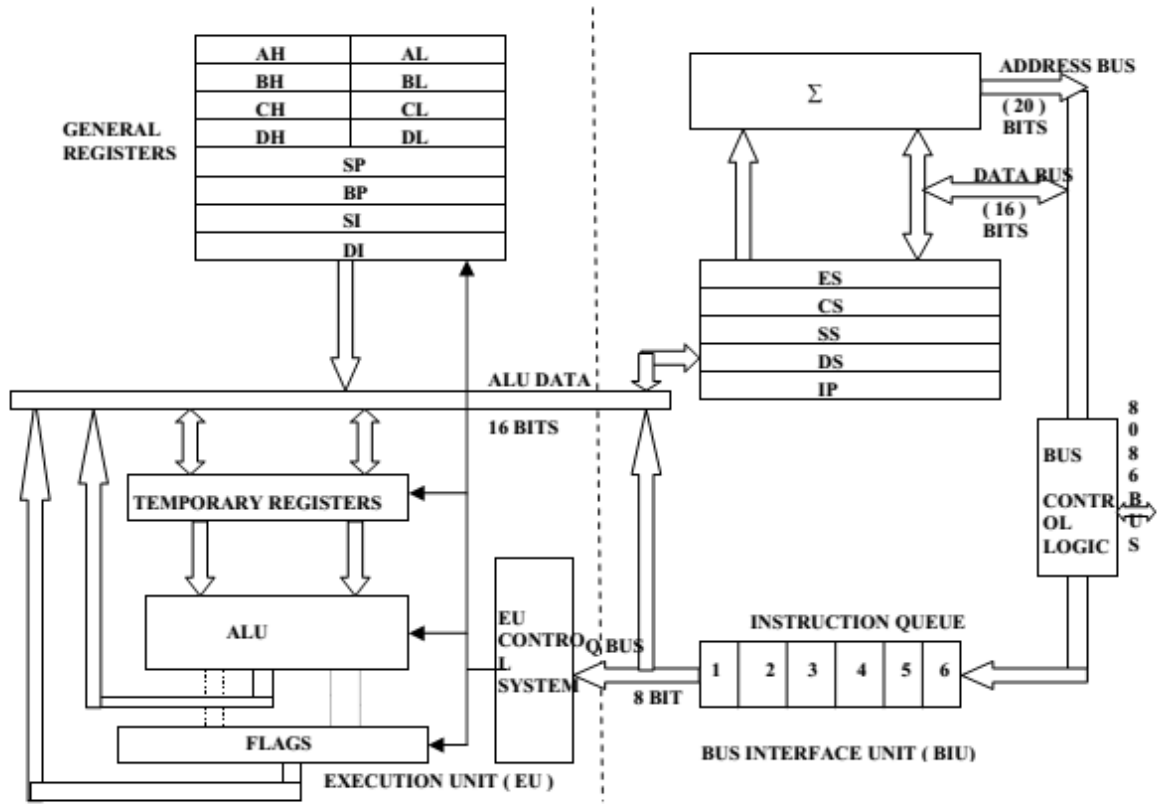 AH AL
BH BL
CH CL
DH DL
SP
BP
SI
DI
GENERAL
REGISTERS
Σ
ADDRESS BUS
( 20 )
BITS
DATA BUS
( 16 )
BITS
ES
CS
SS
DS
IP
ALU DATA
16 BITS
TEMPORARY REGISTERS
ALU
FLAGS
EU
CONTRO
L
SYSTEM
Q BUS
8 BIT
INSTRUCTION QUEUE
1 2 3 4 5 6
BUS
CONTR
OL
LOGIC
8
0
8
6
B
U
S
EXECUTION UNIT ( EU )
BUS INTERFACE UNIT ( BIU)